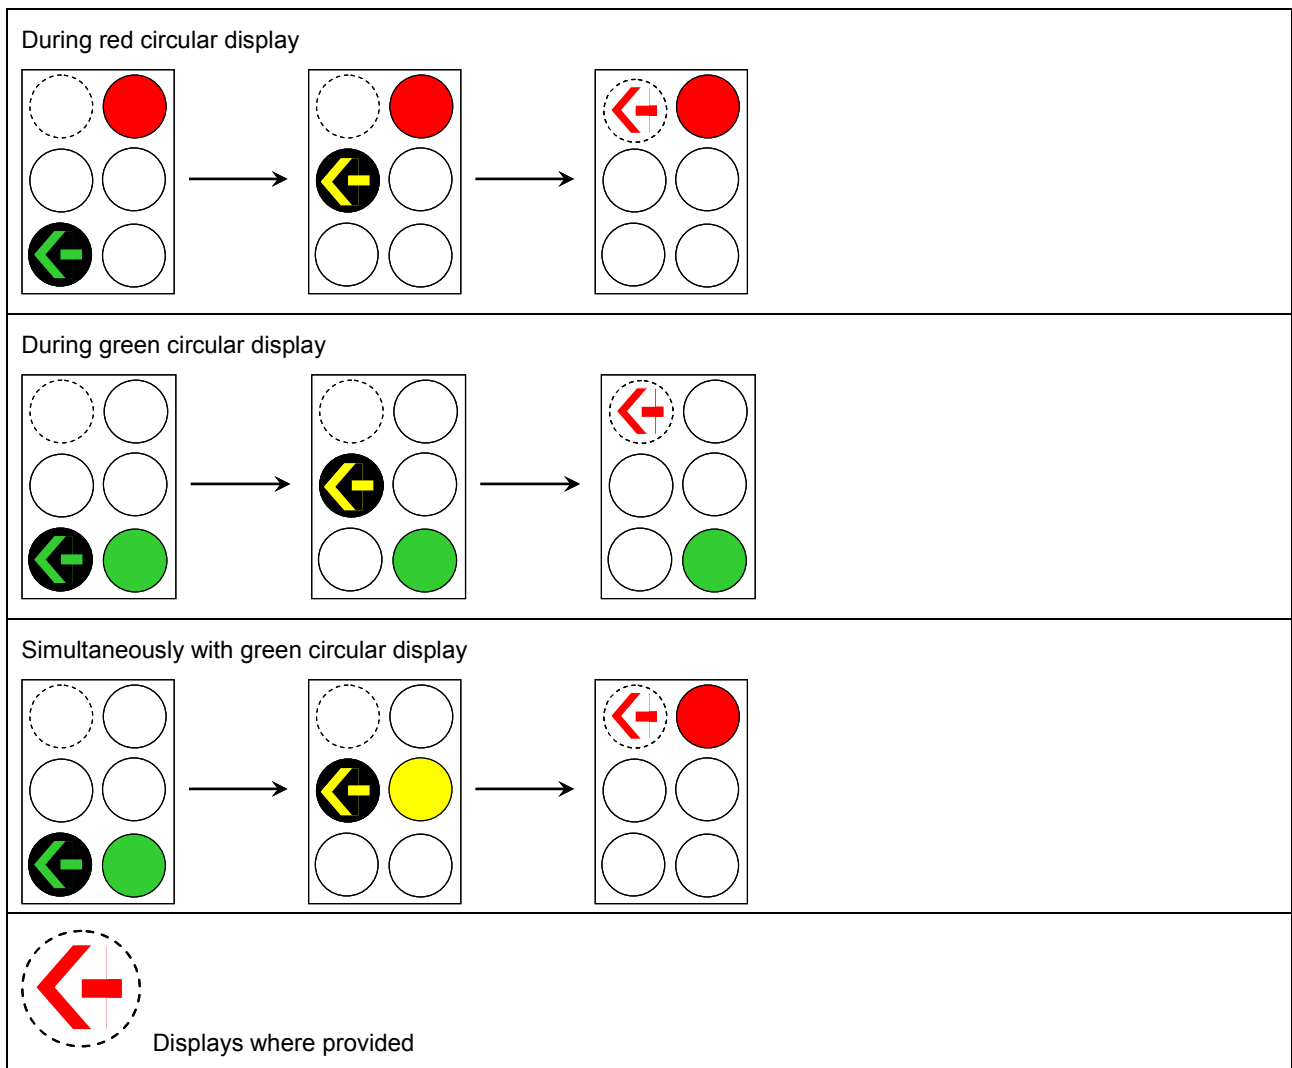 During red circular display
During green circular display
Simultaneously with green circular display
Displays where provided